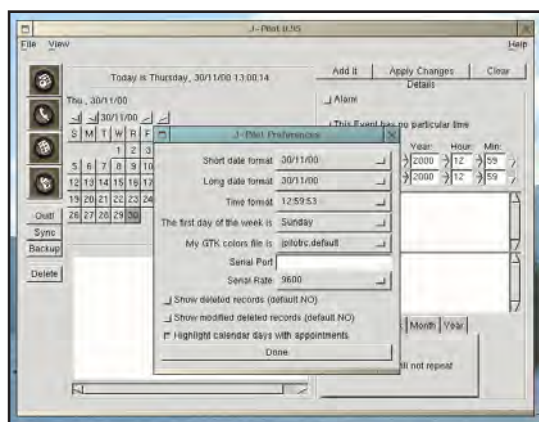 J-Pilot 0.95
File View Help
Today is Thursday, 30/11/00 13:00:14
Add It Apply Changes Clear
Details
Thu, 30/11/00
Alarm
30/11/00
This Event has no particular time
S M T W R F
1 2 3
5 6 7 8 9 10
12 13 14 15 16 17
19 20 21 22 23 24
26 27 28 29 30
Year: Hour: Min:
2000 12 59
2000 12 59
Quit!
Sync
Backup
Delete
J-Pilot Preferences
Short date format 30/11/00
Long date format 30/11/00
Time format 12:59:53
The first day of the week is Sunday
My GTK colors file is jpilotrc.default
Serial Port
Serial Rate 9600
Show deleted records (default NO)
Show modified deleted records (default NO)
Highlight calendar days with appointments
Done
Month Year
not repeat